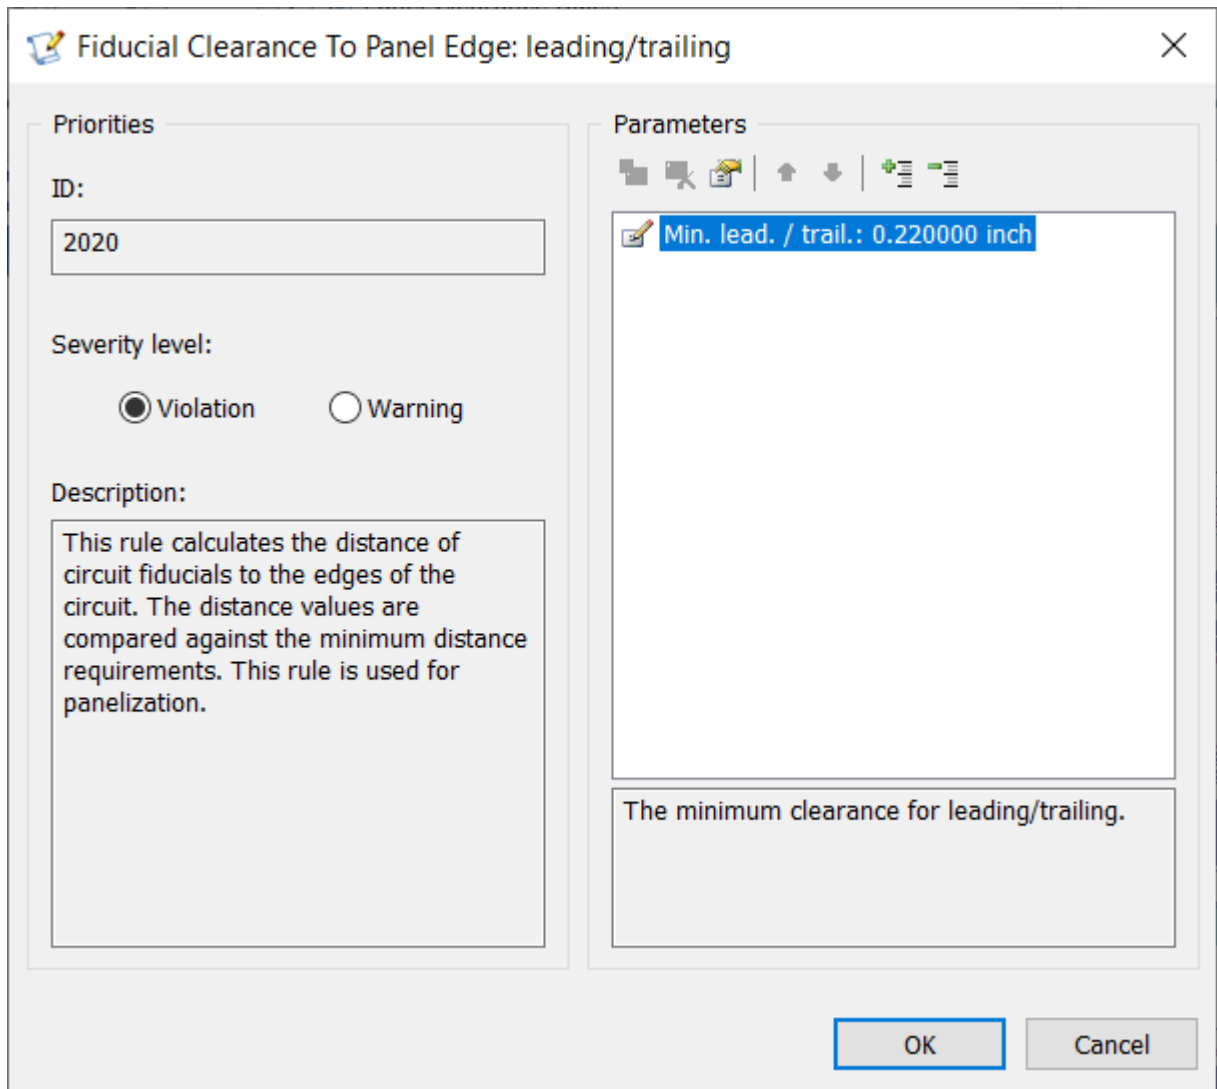 Fiducial Clearance To Panel Edge: leading/trailing
Priorities
ID:
2020
Severity level:
Violation
Warning
Description:
This rule calculates the distance of
circuit fiducials to the edges of the
circuit. The distance values are
compared against the minimum distance
requirements. This rule is used for
panelization.
Parameters
Min. lead. / trail.: 0.220000 inch
The minimum clearance for leading/trailing.
OK
Cancel